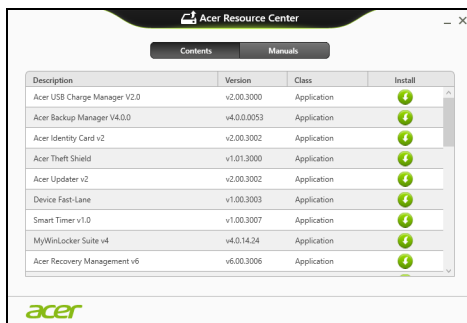 Acer Resource Center
Contents Manuals
Description Version Class Install
Acer USB Charge Manager V2.0 v2.00.3000 Application
Acer Backup Manager V4.0.0 v4.0.0.0053 Application
Acer Identity Card v2 v2.00.3002 Application
Acer Theft Shield v1.01.3000 Application
Acer Updater v2 v2.00.3002 Application
Device Fast-Lane v1.00.3003 Application
Smart Timer v1.0 v1.00.3007 Application
MyWinLocker Suite v4 v4.0.14.24 Application
Acer Recovery Management v6 v6.00.3006 Application
acer